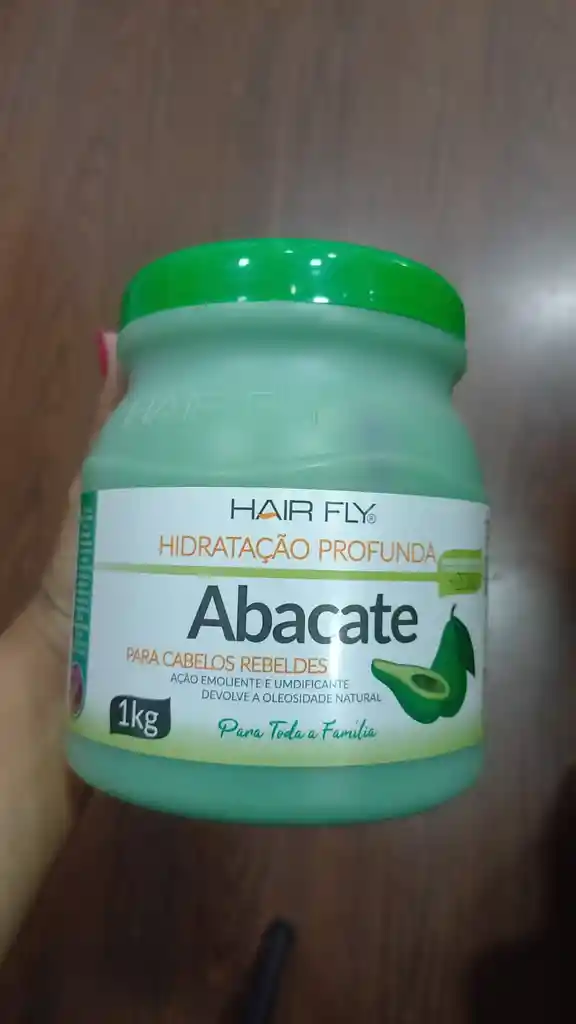 HAIR FLY®
HIDRATAÇÃO PROFUNDA
Abacate
PARA CABELOS REBELDES
AÇÃO EMOLIENTE E UMDIFICANTE
DEVOLVE A OLEOSIDADE NATURAL
1kg
Para Toda a Família